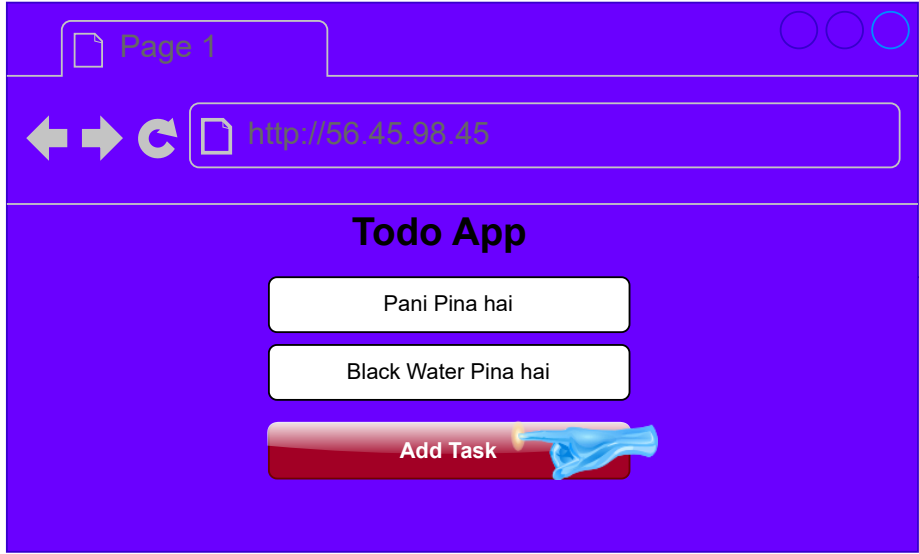 Page 1
http://56.45.98.45
Todo App
Pani Pina hai
Black Water Pina hai
Add Task